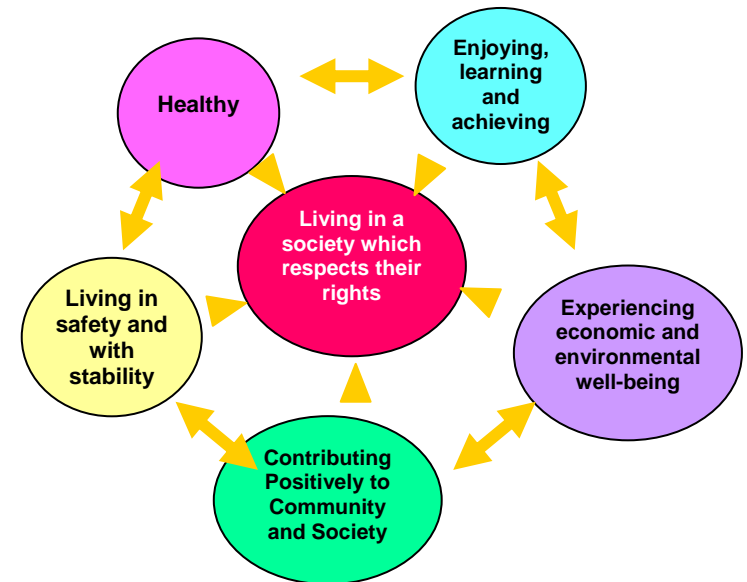 Healthy
Enjoying,
learning
and
achieving
Living in a
society which
respects their
rights
Living in
safety and
with
stability
Experiencing
economic and
environmental
well-being
Contributing
Positively to
Community
and Society